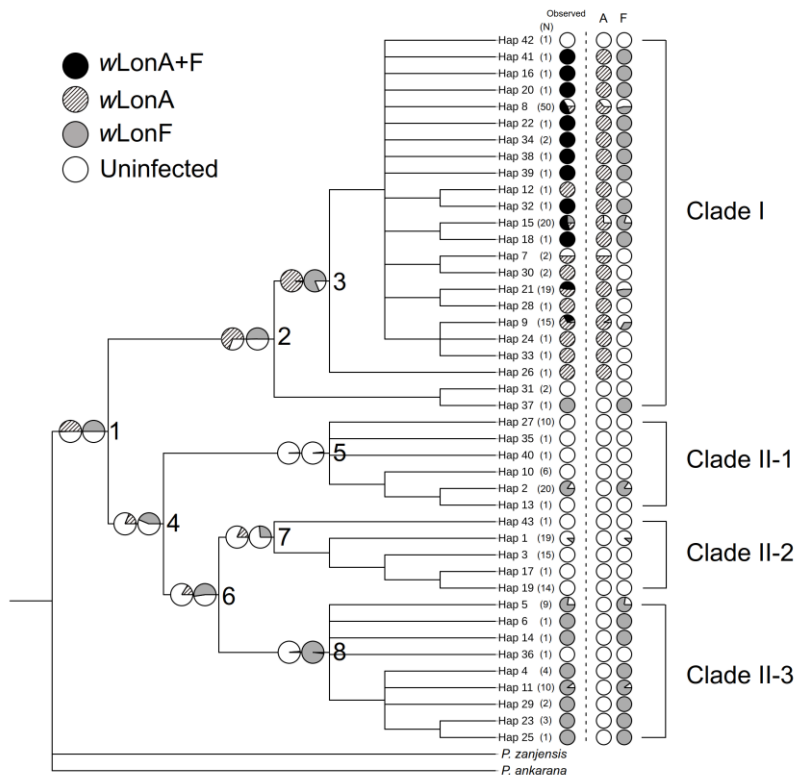 Observed
(N)
A F
wLonA+F
wLonA
wLonF
Uninfected
Hap 42 (1)
Hap 41 (1)
Hap 16 (1)
Hap 20 (1)
Hap 8 (50)
Hap 22 (1)
Hap 34 (2)
Hap 38 (1)
Hap 39 (1)
Hap 12 (1)
Hap 32 (1)
Hap 15 (20)
Hap 18 (1)
Hap 7 (2)
Hap 30 (2)
Hap 21 (19)
Hap 28 (1)
Hap 9 (15)
Hap 24 (1)
Hap 33 (1)
Hap 26 (1)
Hap 31 (2)
Hap 37 (1)
Hap 27 (10)
Hap 35 (1)
Hap 40 (1)
Hap 10 (6)
Hap 2 (20)
Hap 13 (1)
Hap 43 (1)
Hap 1 (19)
Hap 3 (15)
Hap 17 (1)
Hap 19 (14)
Hap 5 (9)
Hap 6 (1)
Hap 14 (1)
Hap 36 (1)
Hap 4 (4)
Hap 11 (10)
Hap 29 (2)
Hap 23 (3)
Hap 25 (1)
P. zanjensis
P. ankarana
1
2
3
4
5
6
7
8
Clade I
Clade II-1
Clade II-2
Clade II-3